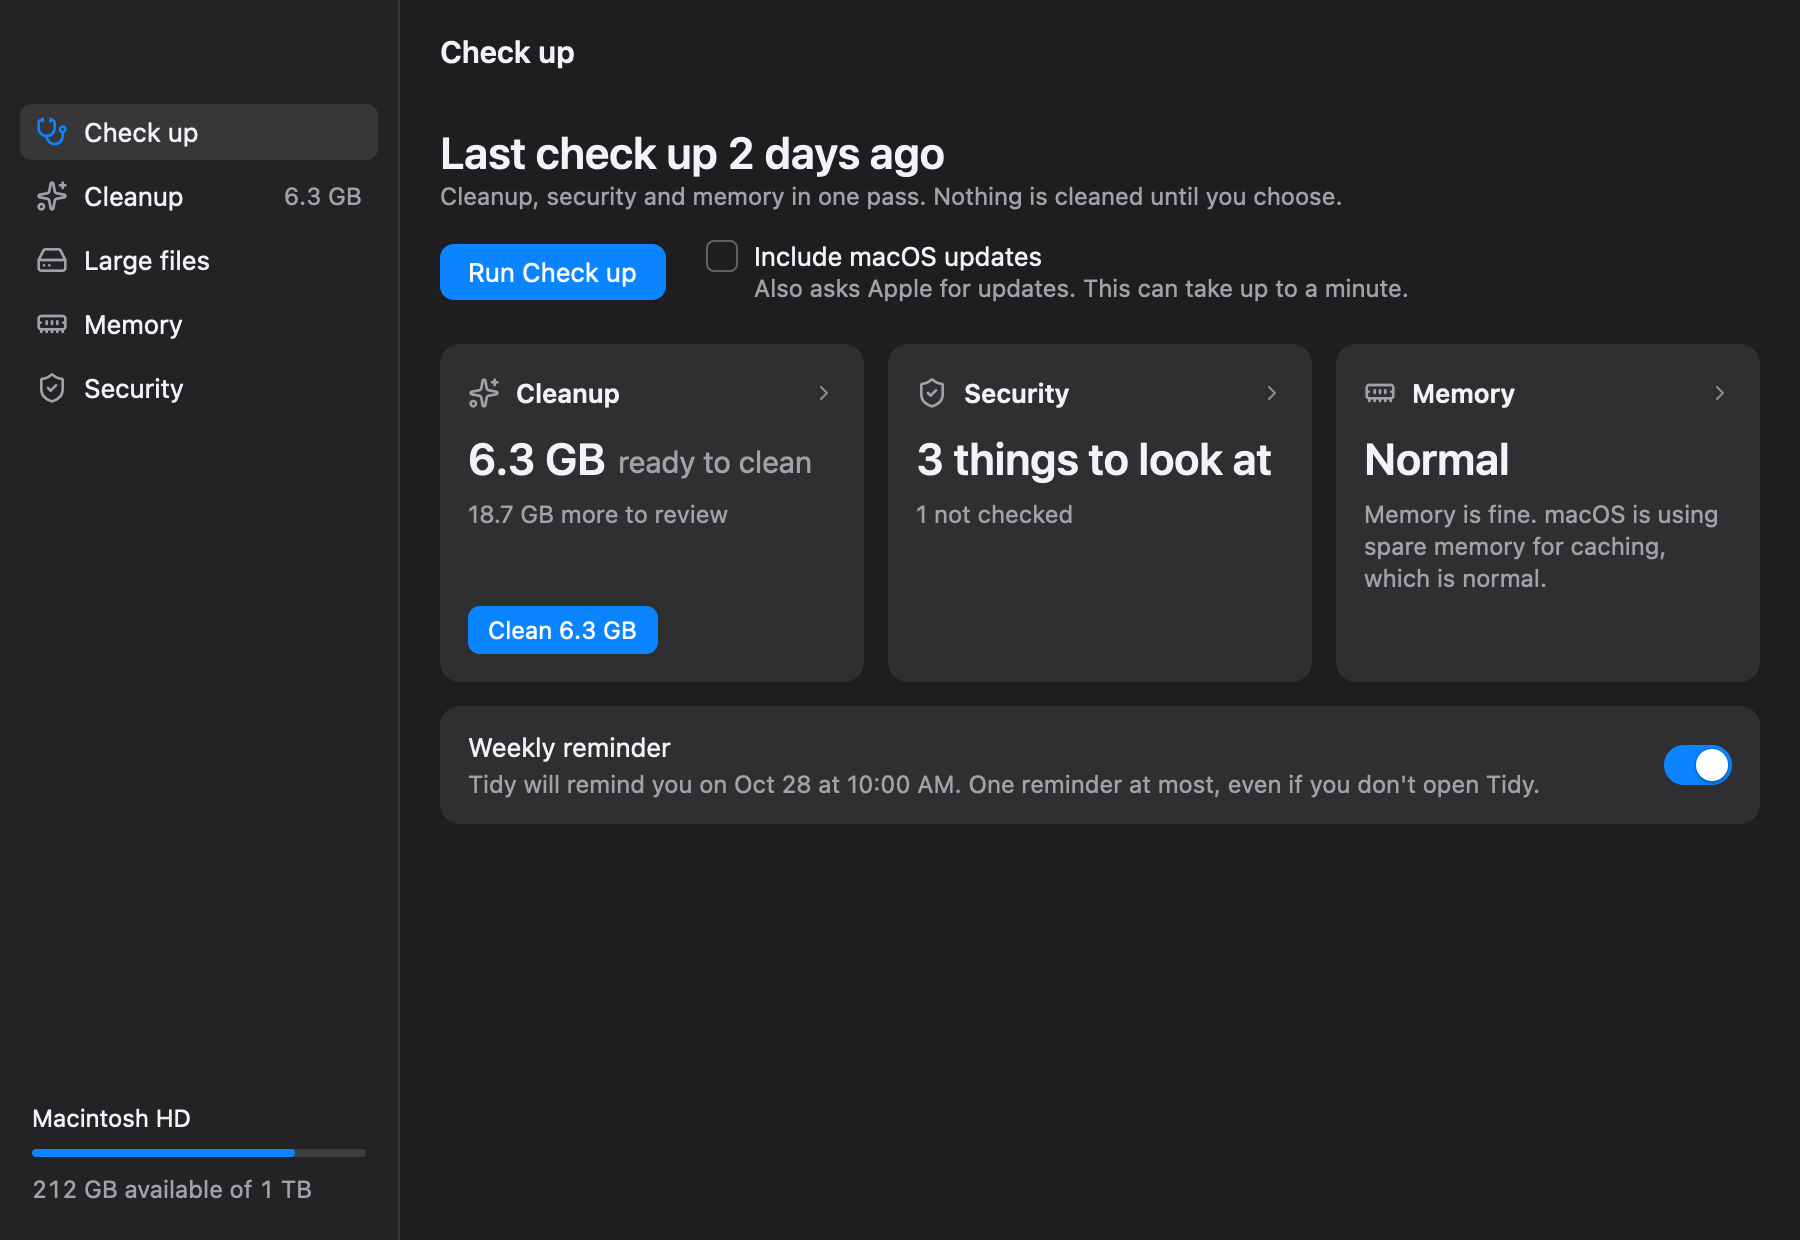 Check up
Cleanup 6.3 GB
Large files
Memory
Security
Macintosh HD
212 GB available of 1 TB
Check up
Last check up 2 days ago
Cleanup, security and memory in one pass. Nothing is cleaned until you choose.
Run Check up
Include macOS updates
Also asks Apple for updates. This can take up to a minute.
Cleanup
6.3 GB ready to clean
18.7 GB more to review
Clean 6.3 GB
Security
3 things to look at
1 not checked
Memory
Normal
Memory is fine. macOS is using
spare memory for caching,
which is normal.
Weekly reminder
Tidy will remind you on Oct 28 at 10:00 AM. One reminder at most, even if you don't open Tidy.